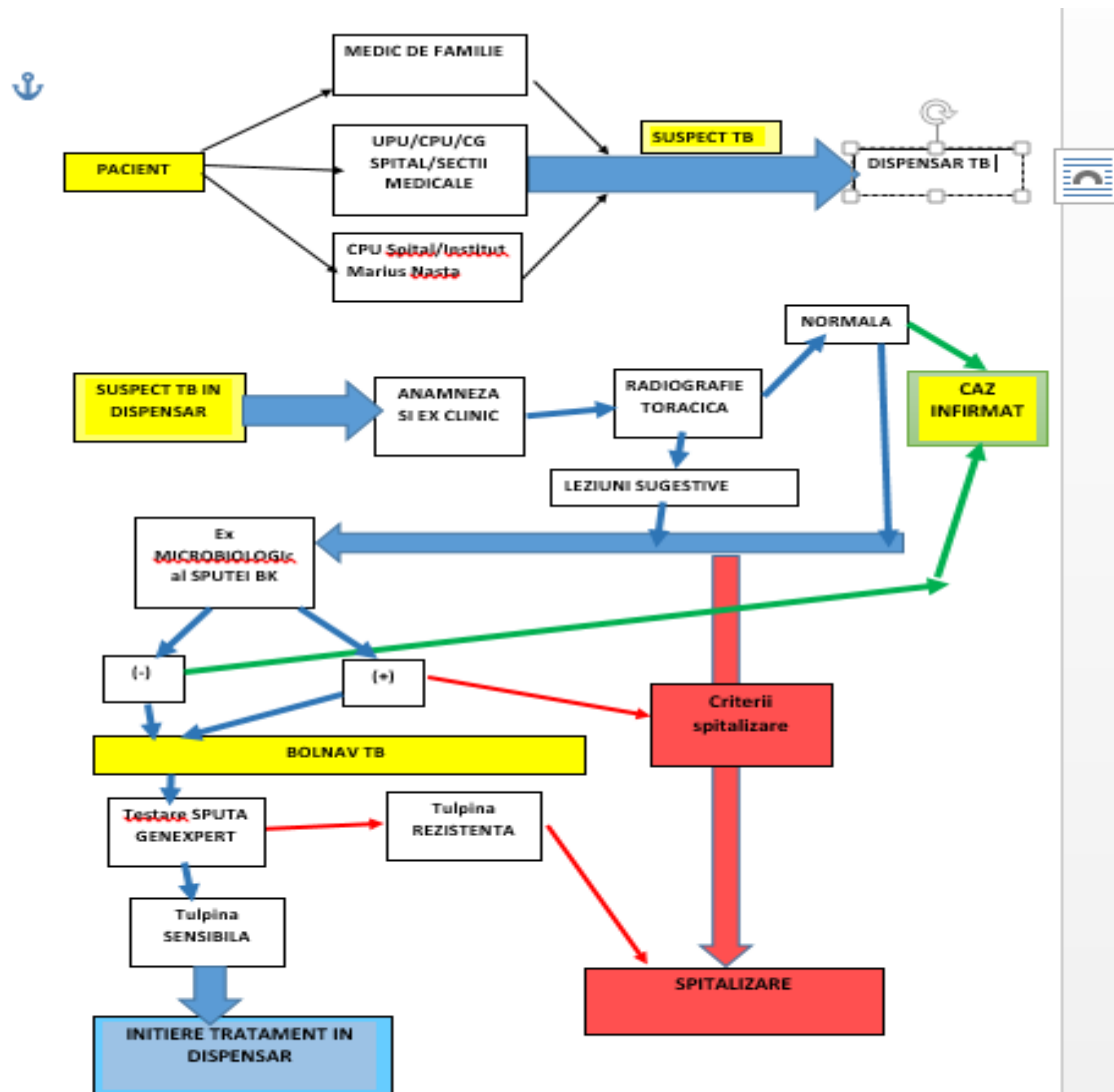 MEDIC DE FAMILIE
PACIENT
UPU/CPU/CG
SPITAL/SECTII
MEDICALE
SUSPECT TB
DISPENSAR TB
CPU Spital/Institut
Marius Nasta
NORMALA
SUSPECT TB IN
DISPENSAR
ANAMNEZA
SI EX CLINIC
RADIOGRAFIE
TORACICA
CAZ
INFIRMAT
LEZIUNI SUGESTIVE
Ex
MICROBIOLOGIc
al SPUTEI BK
(-)
(+)
Criterii
spitalizare
BOLNAV TB
Testare SPUTA
GENEXPERT
Tulpina
REZISTENTA
Tulpina
SENSIBILA
SPITALIZARE
INITIERE TRATAMENT IN
DISPENSAR